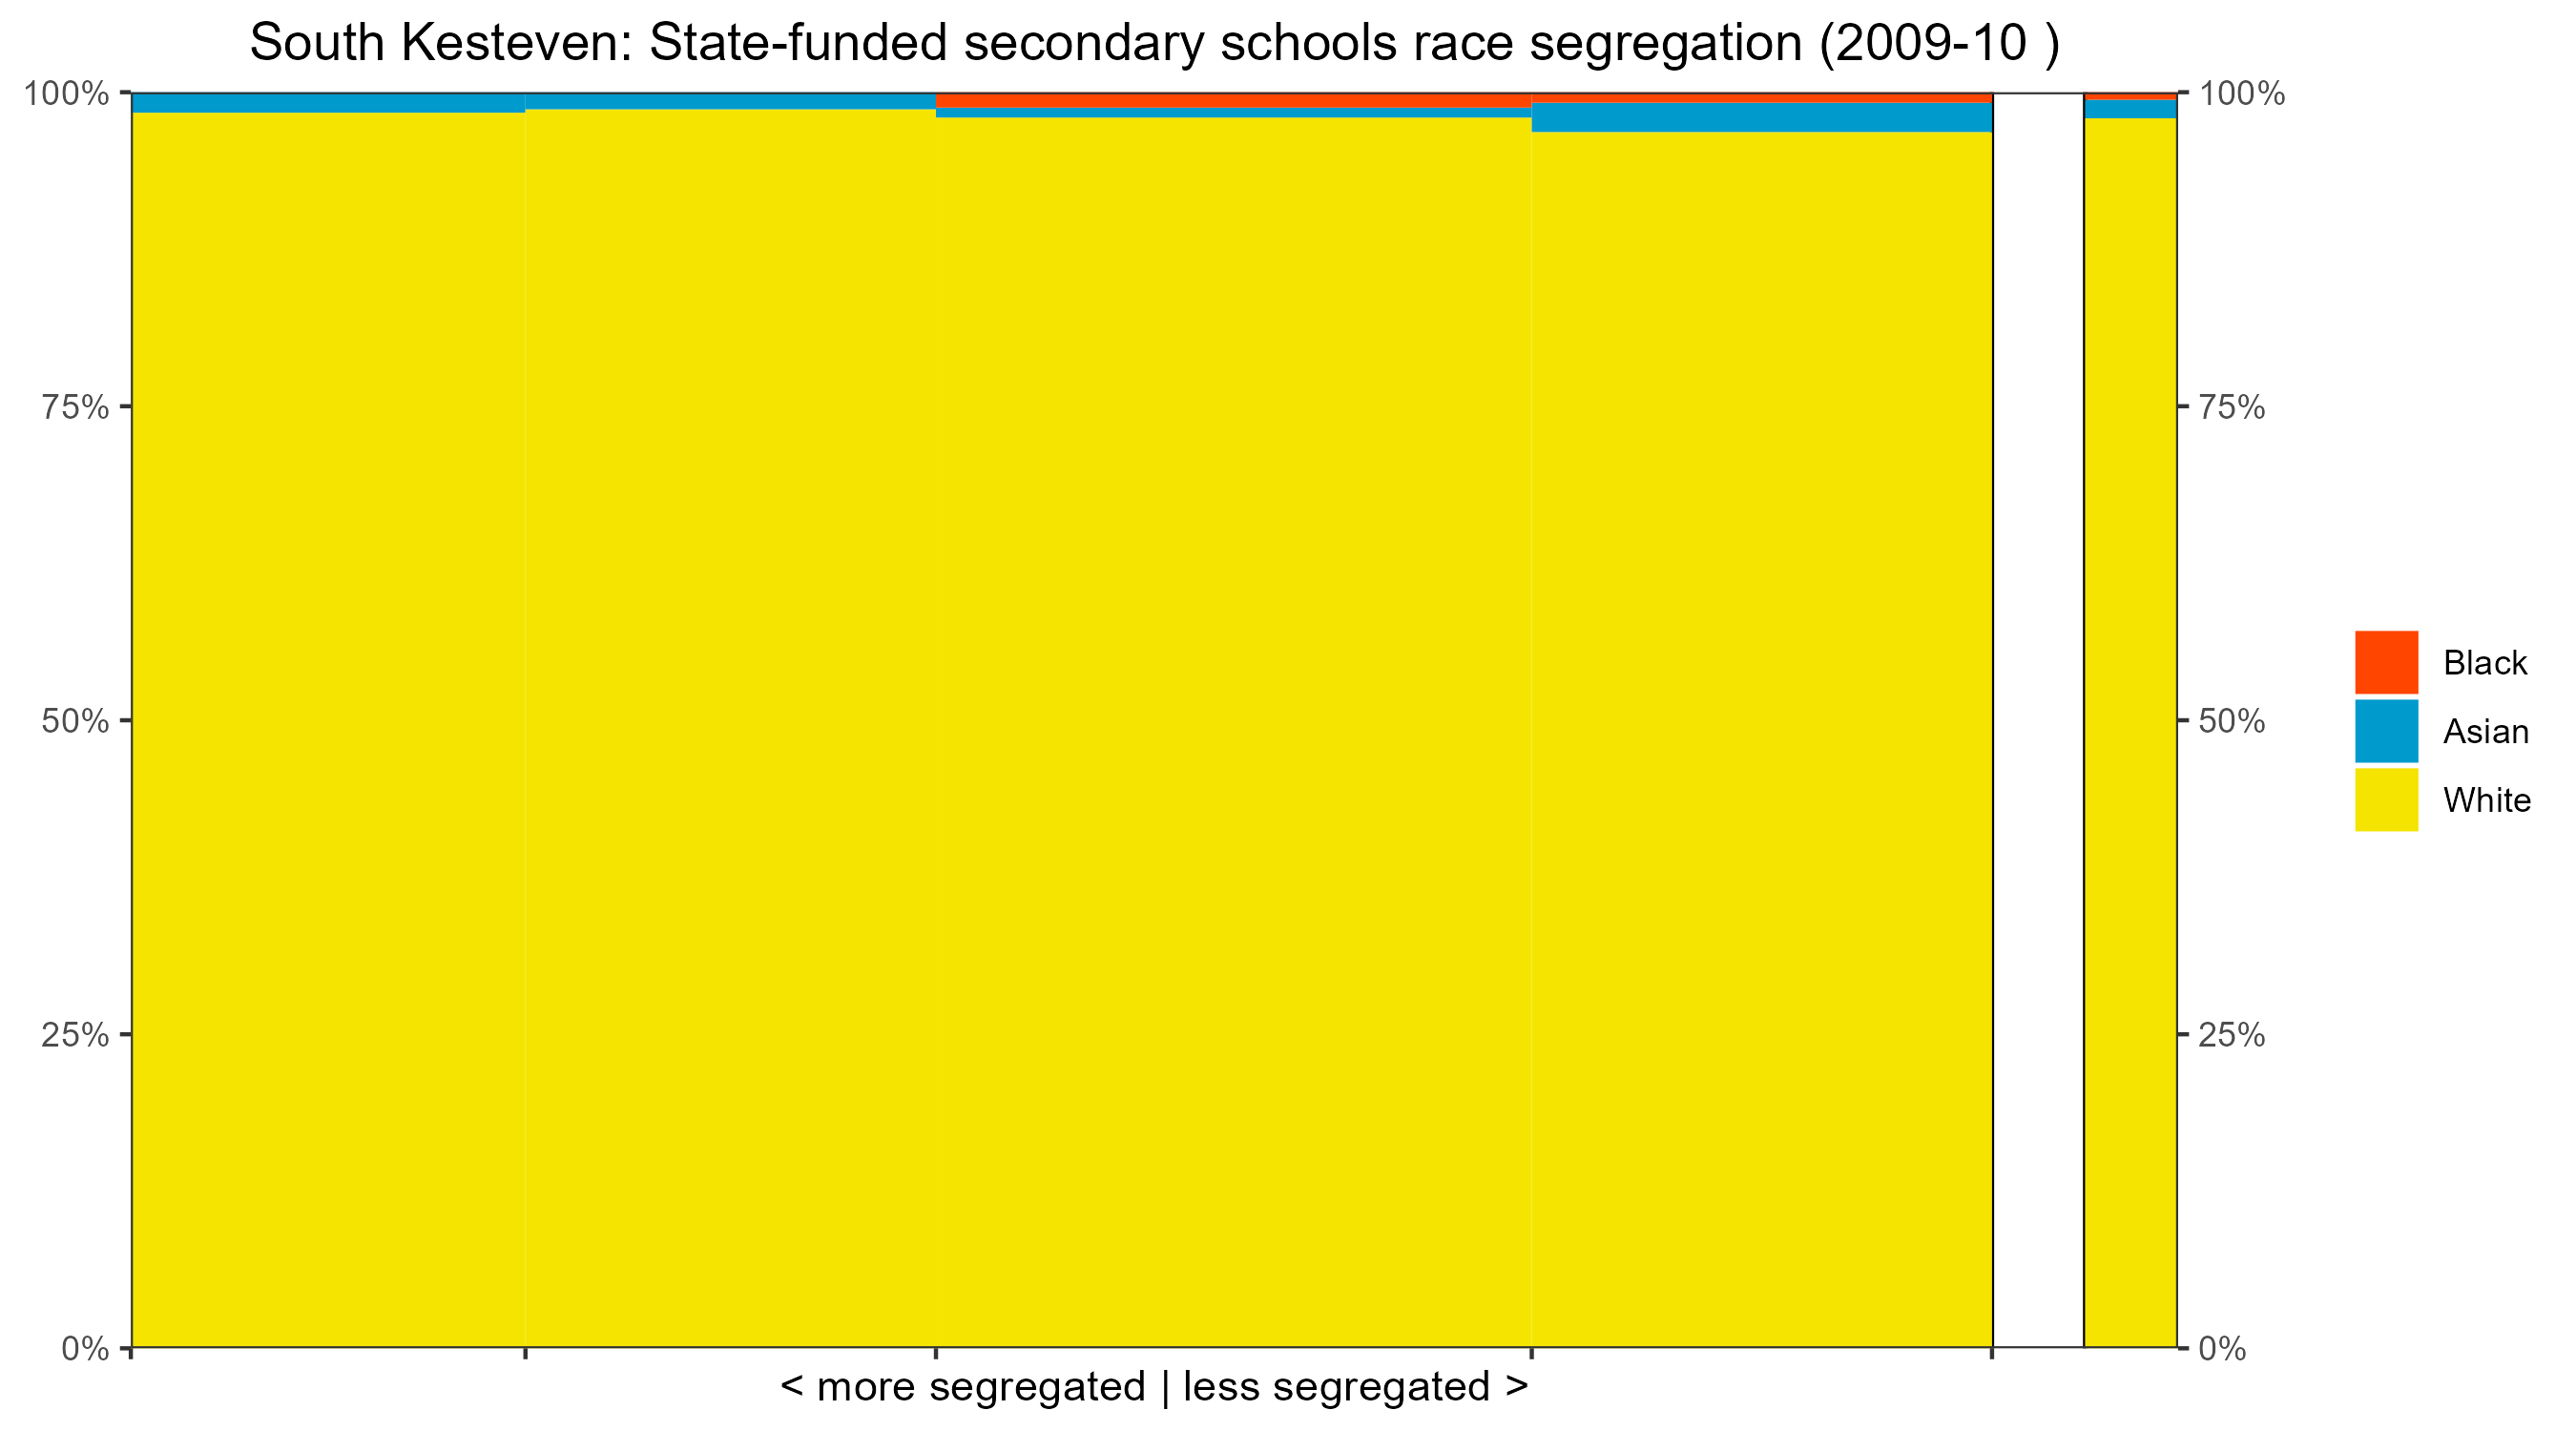 South Kesteven: State-funded secondary schools race segregation (2009-10 )
100%
75%
50%
25%
0%
100%
75%
50%
25%
0%
< more segregated | less segregated >
Black
Asian
White